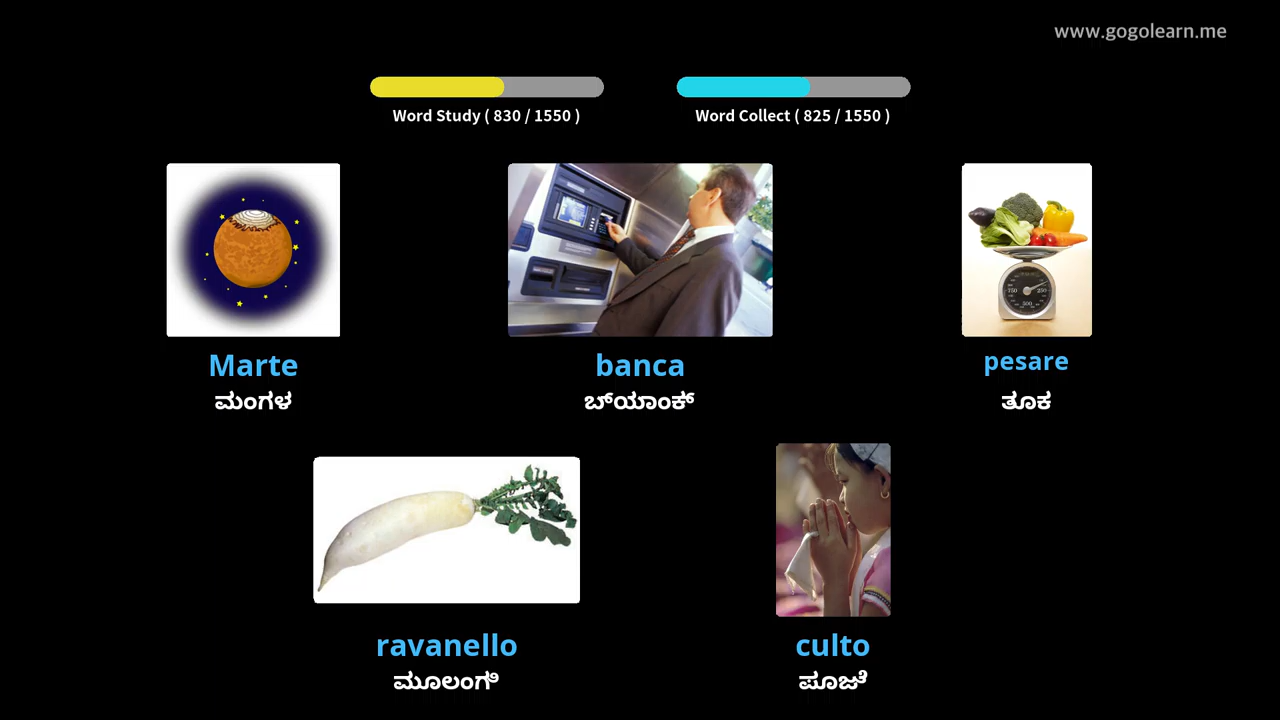 www.gogolearn.me
Word Study ( 830 / 1550 )
Word Collect ( 825 / 1550 )
Marte
ಮಂಗಳ
banca
ಬ್ಯಾಂಕ್
pesare
ತೂಕ
ravanello
ಮೂಲಂಗಿ
culto
ಪೂಜೆ